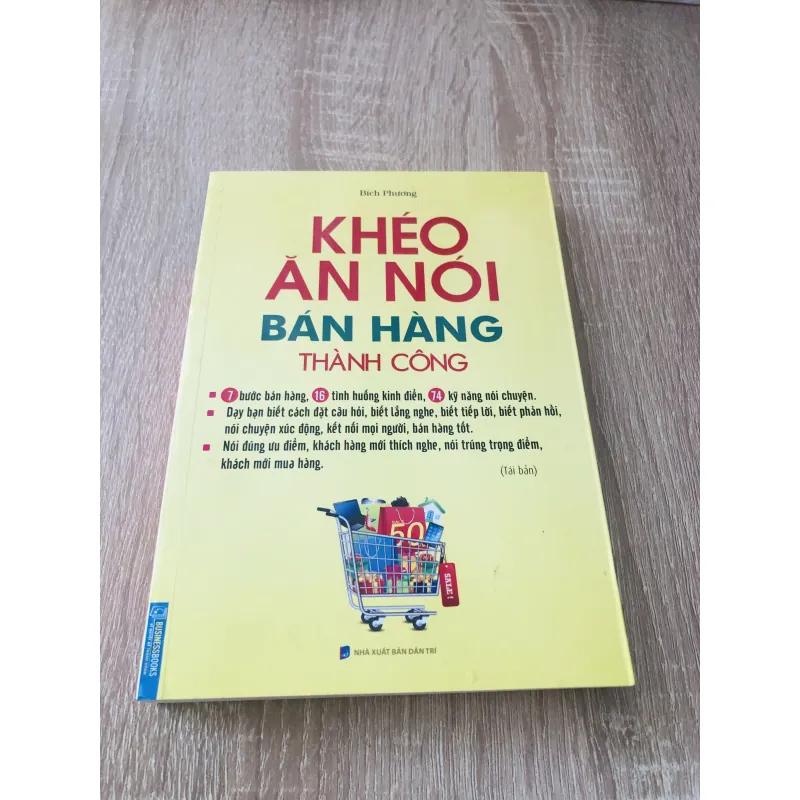 Bích Phương
KHÉO
ĂN NÓI
BÁN HÀNG
THÀNH CÔNG
7 bước bán hàng, 16 tình huống kinh điển, 74 kỹ năng nói chuyện.
Dạy bạn biết cách đặt câu hỏi, biết lắng nghe, biết tiếp lời, biết phản hồi,
nói chuyện xúc động, kết nối mọi người, bán hàng tốt.
Nói đúng ưu điểm, khách hàng mới thích nghe, nói trúng trọng điểm,
khách mới mua hàng.
(Tái bản)
50
SALE!
BUSINESSBOOKS
NHÀ XUẤT BẢN DÂN TRÍ